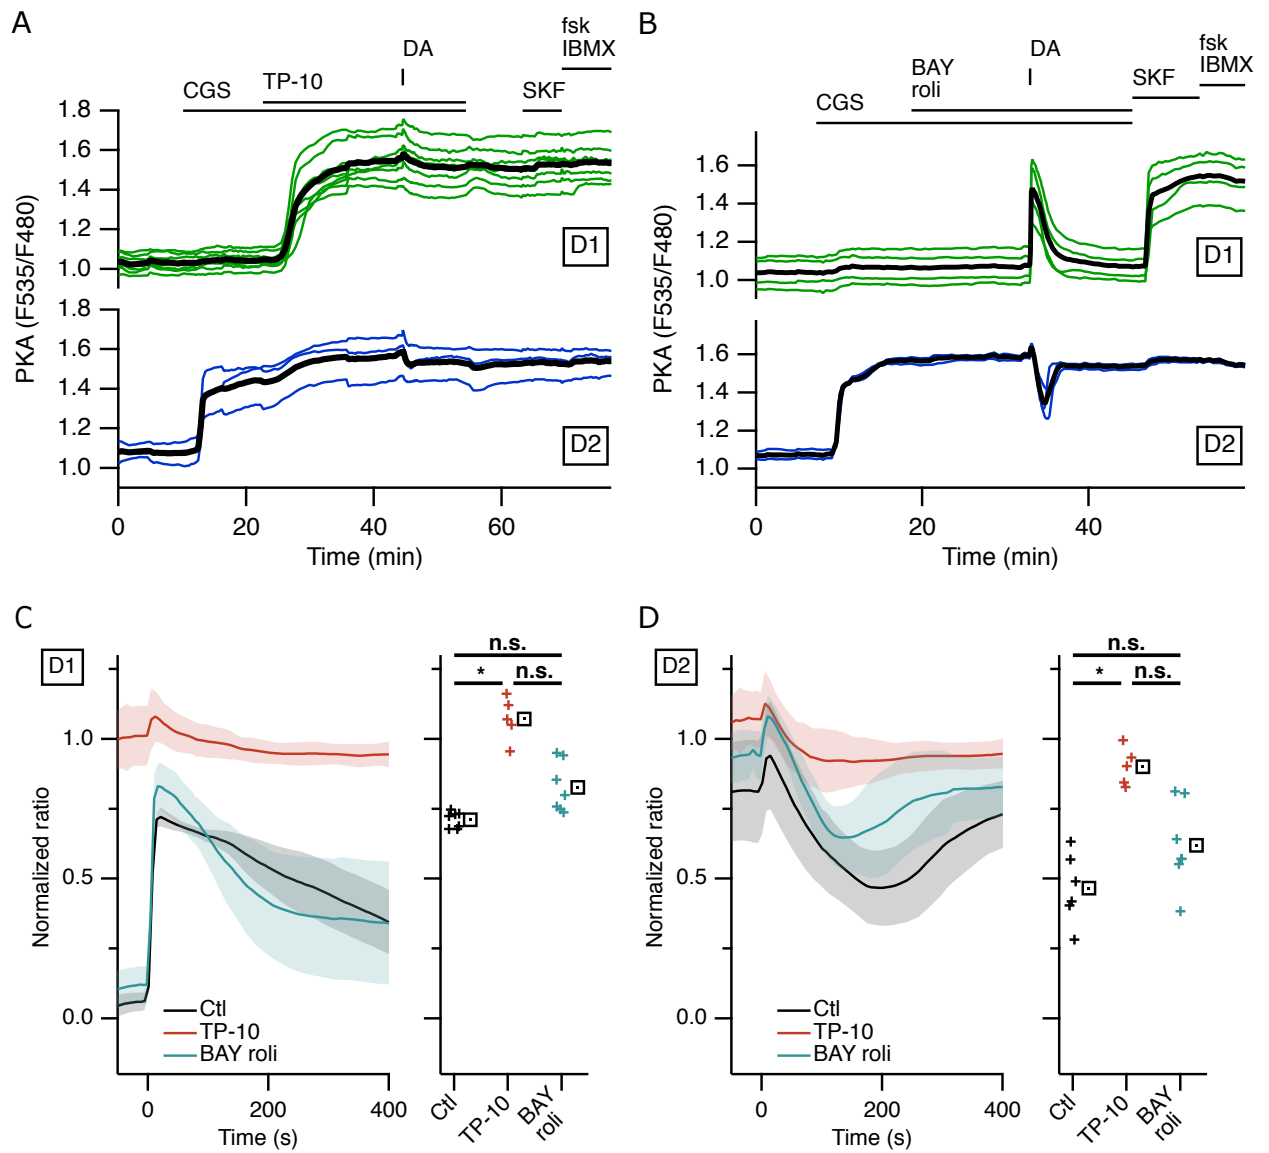 A
fsk
IBMX
DA
TP-10
CGS
SKF
1.8
1.6
1.4
1.2
1.0
D1
1.8
1.6
1.4
1.2
1.0
D2
PKA (F535/F480)
0
20
40
60
Time (min)
B
fsk
IBMX
DA
BAY
roli
SKF
CGS
1.6
1.4
1.2
1.0
D1
1.6
1.4
1.2
1.0
D2
PKA (F535/F480)
0
20
40
Time (min)
C
D1
n.s.
*
n.s.
1.0
0.5
0.0
Normalized ratio
Ctl
TP-10
BAY roli
0
200
400
Time (s)
Ctl
TP-10
BAY
roli
D
D2
n.s.
*
n.s.
1.0
0.5
0.0
Normalized ratio
Ctl
TP-10
BAY roli
0
200
400
Time (s)
Ctl
TP-10
BAY
roli